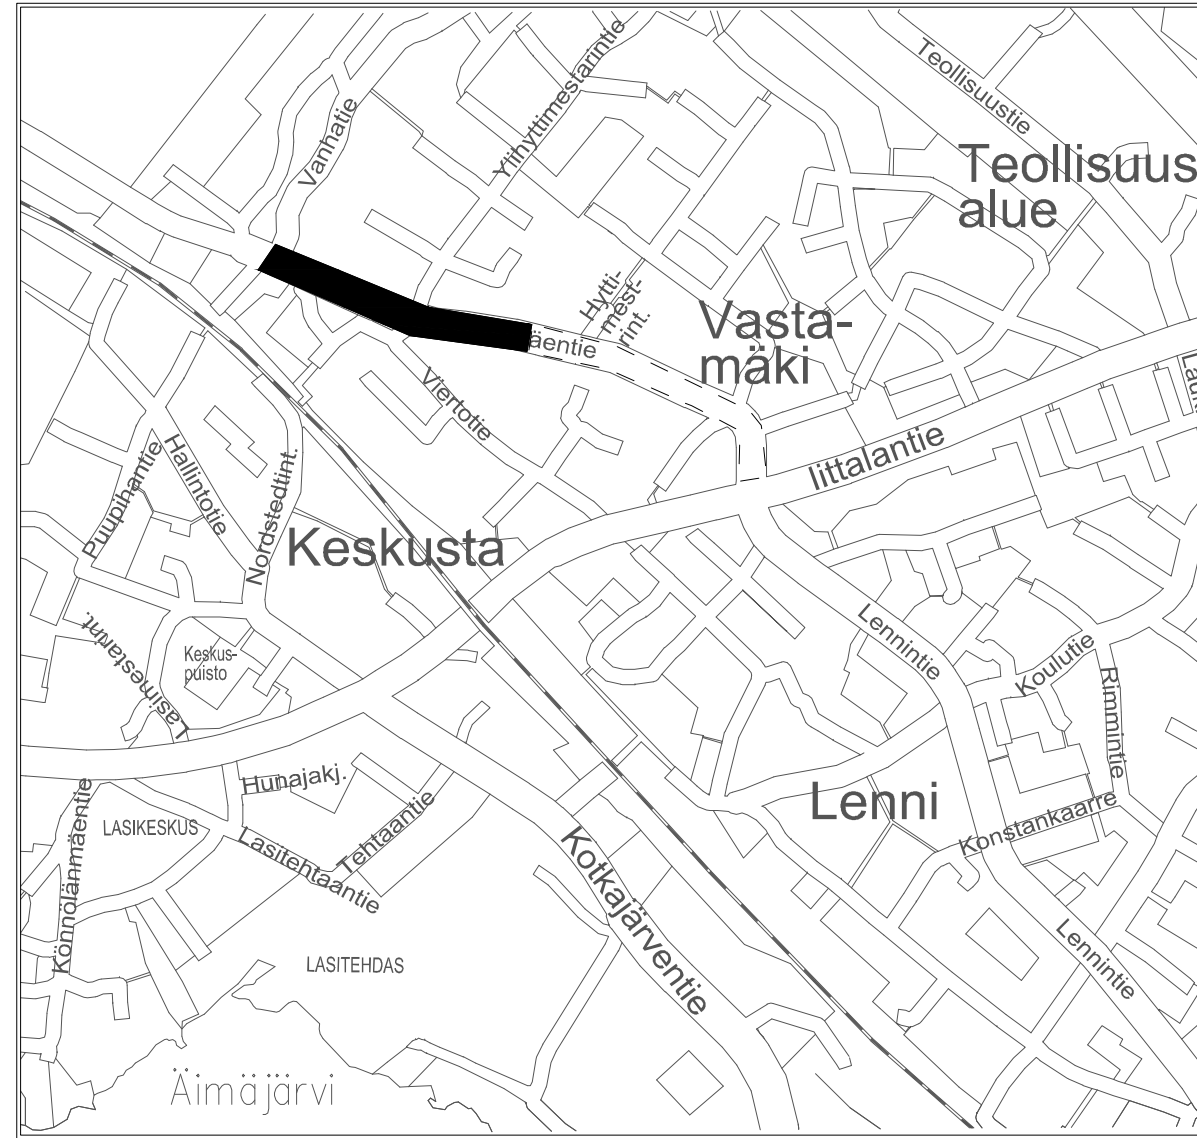 Teollisuustie
Ylihyttimestarintie
Vanhatie
Teollisuus
alue
Hytti-
mest-
rint.
Vasta-
mäki
äentie
Viertotie
Iittalantie
Hallintotie
Puupihantie
Nordstedtint.
Keskusta
Lasimestarint.
Keskus-
puisto
Lennintie
Koulutie
Rimmintie
Hunajakj.
Könnölänmäentie
LASIKESKUS
Lasitehtaantie
Tehtaantie
Lenni
Konstankaarre
Kotkajärventie
LASITEHDAS
Lennintie
Äimäjärvi